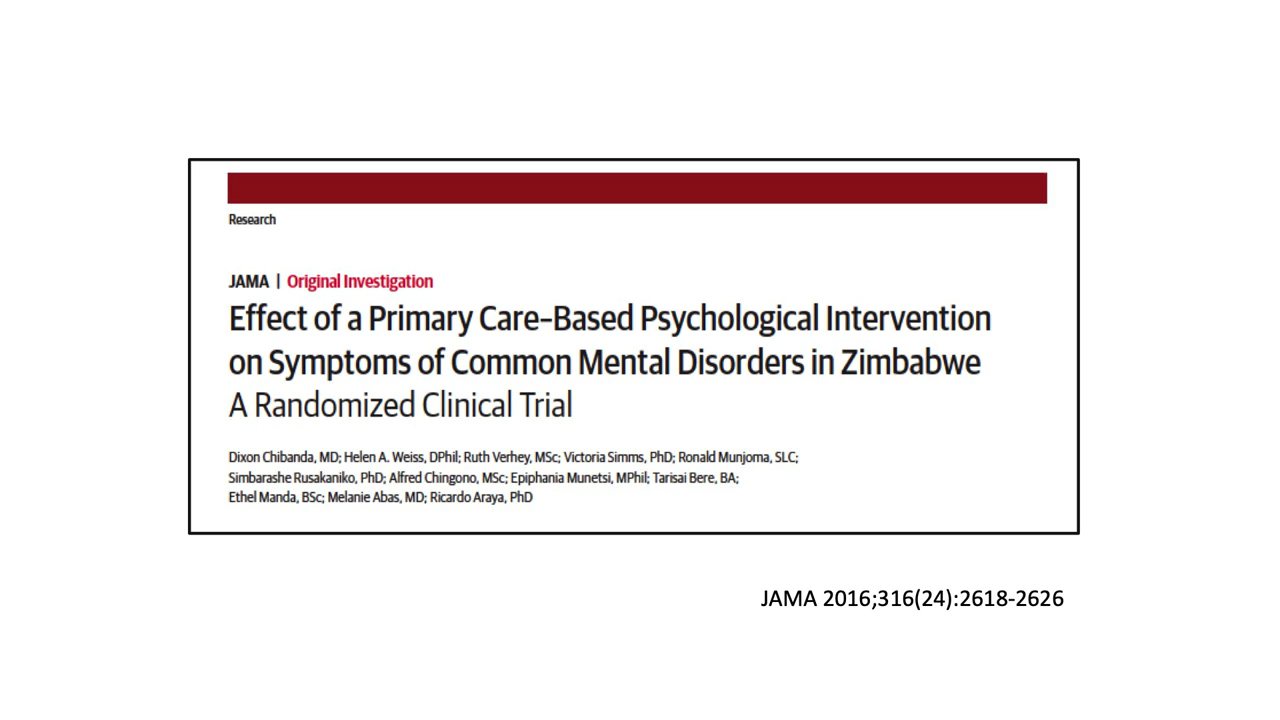 Research
JAMA | Original Investigation
Effect of a Primary Care–Based Psychological Intervention
on Symptoms of Common Mental Disorders in Zimbabwe
A Randomized Clinical Trial
Dixon Chibanda, MD; Helen A. Weiss, DPhil; Ruth Verhey, MSc; Victoria Simms, PhD; Ronald Munjoma, SLC;
Simbarashe Rusakaniko, PhD; Alfred Chingono, MSc; Epiphania Munetsi, MPhil; Tarisai Bere, BA;
Ethel Manda, BSc; Melanie Abas, MD; Ricardo Araya, PhD
JAMA 2016;316(24):2618-2626